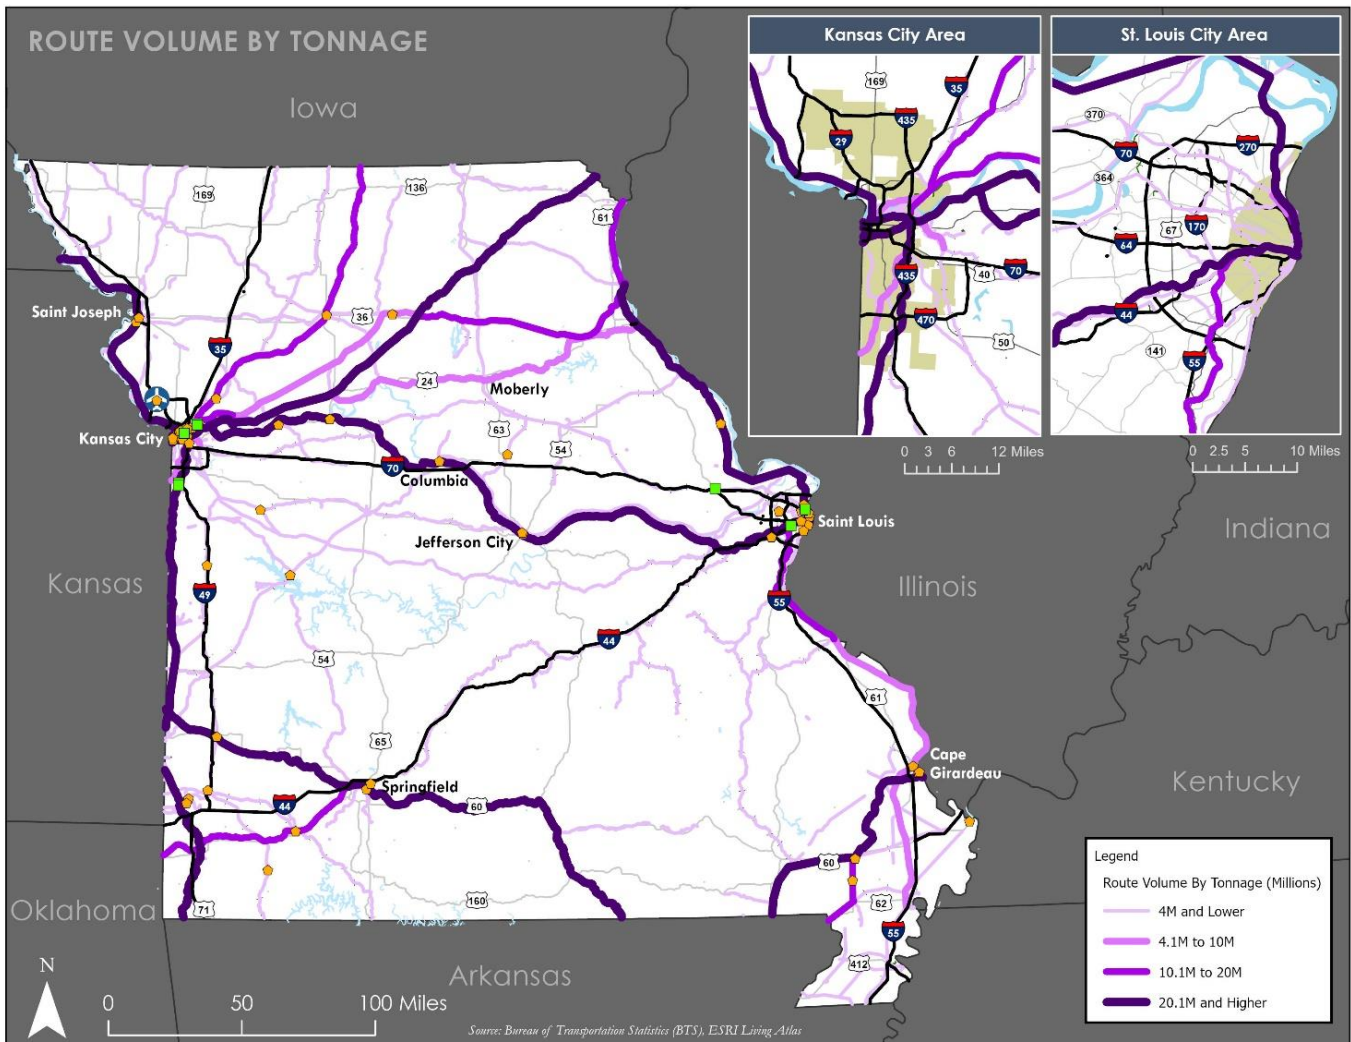 ROUTE VOLUME BY TONNAGE
Kansas City Area
St. Louis City Area
169
35
435
29
435
40
70
470
50
0 3 6 12 Miles
370
70
270
364
67
170
64
44
141
55
0 2.5 5 10 Miles
Iowa
169
136
61
Saint Joseph
36
35
24
Moberly
Kansas City
63
54
70
Columbia
Saint Louis
Jefferson City
Indiana
Kansas
49
55
Illinois
44
54
61
65
Cape
Girardeau
Springfield
Kentucky
44
60
60
Oklahoma
71
160
62
55
412
Arkansas
N
0 50 100 Miles
Source: Bureau of Transportation Statistics (BTS), ESRI Living Atlas
Legend
Route Volume By Tonnage (Millions)
4M and Lower
4.1M to 10M
10.1M to 20M
20.1M and Higher